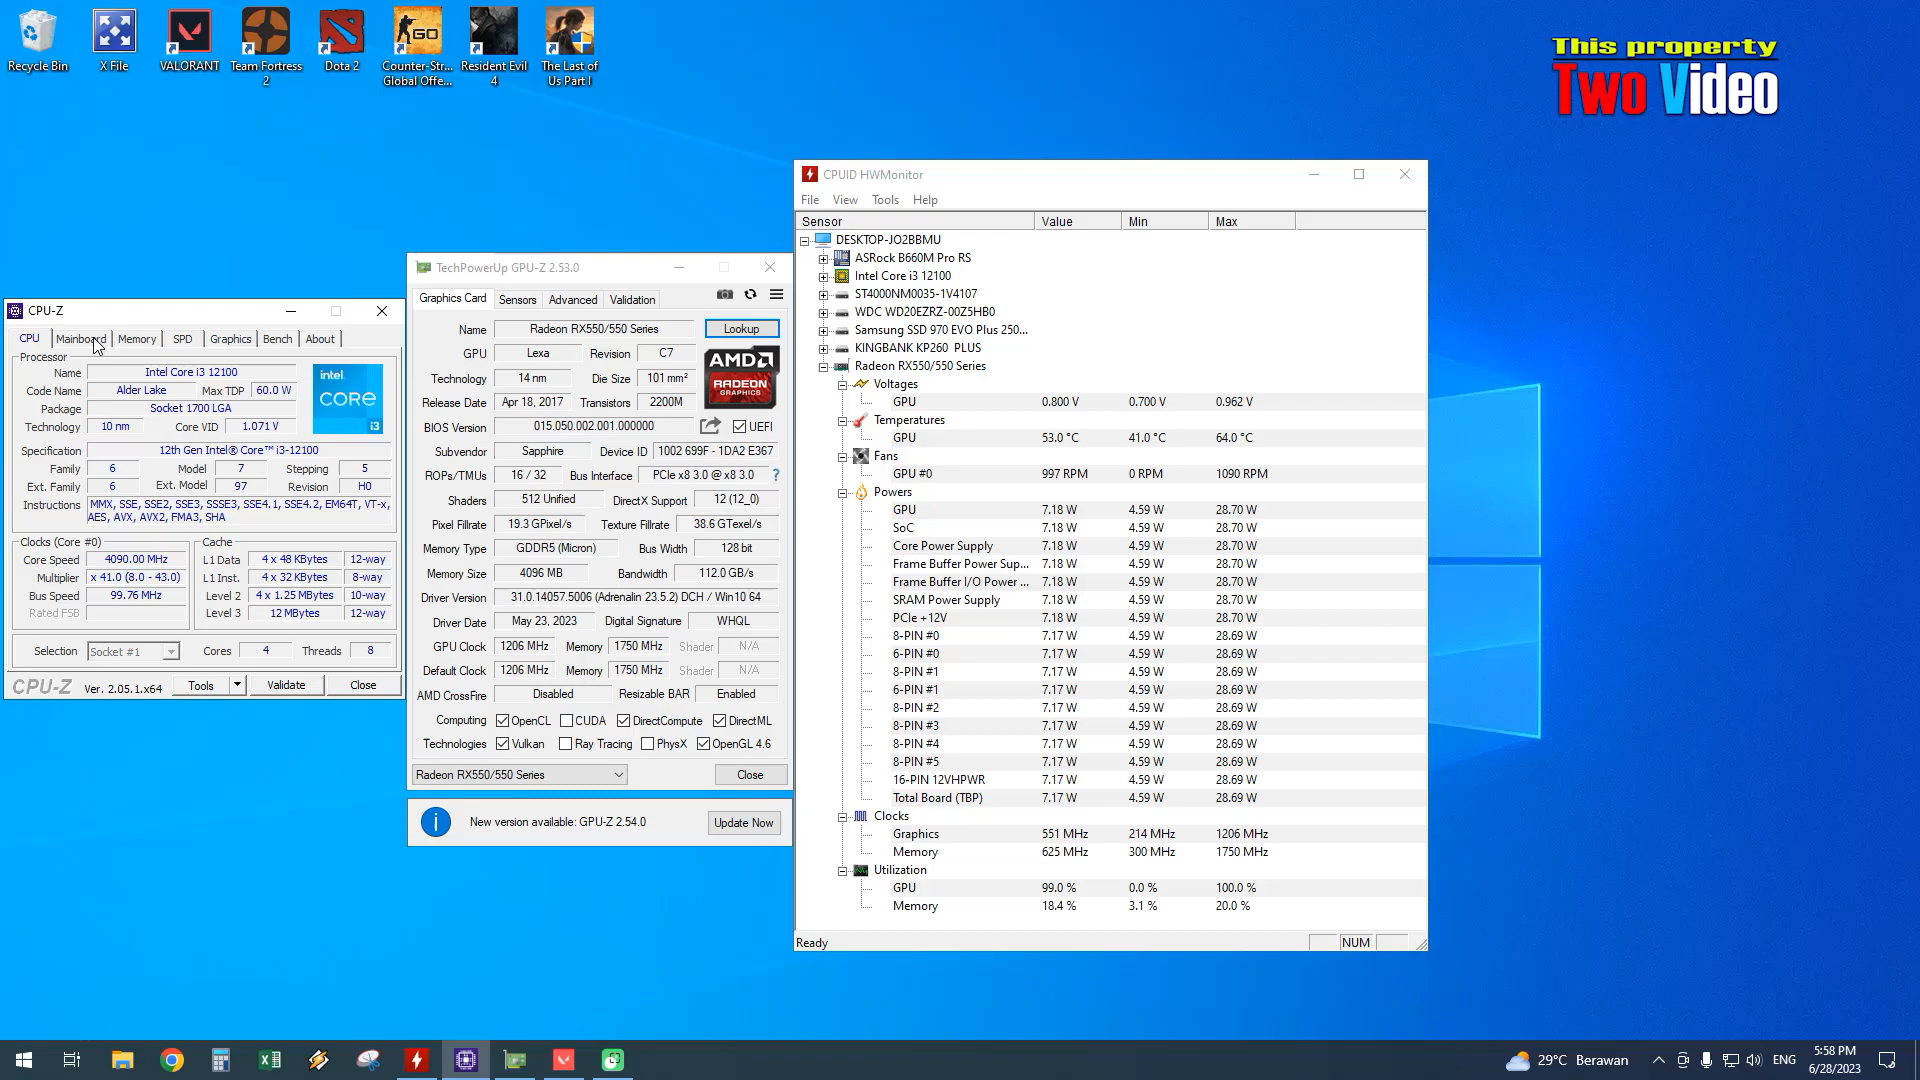 Recycle Bin
X File
VALORANT
Team Fortress
2
Dota 2
Counter-Str...
Global Offe...
Resident Evil
4
The Last of
Us Part I
This property
Two Video
CPU-Z
CPU Mainboard Memory SPD Graphics Bench About
Processor
Name Intel Core i3 12100
Code Name Alder Lake Max TDP 60.0 W
Package Socket 1700 LGA
Technology 10 nm Core VID 1.071 V
intel
CORE
i3
Specification 12th Gen Intel® Core™ i3-12100
Family 6 Model 7 Stepping 5
Ext. Family 6 Ext. Model 97 Revision H0
Instructions MMX, SSE, SSE2, SSE3, SSSE3, SSE4.1, SSE4.2, EM64T, VT-x,
AES, AVX, AVX2, FMA3, SHA
Clocks (Core #0)
Core Speed 4090.00 MHz
Multiplier x 41.0 (8.0 - 43.0)
Bus Speed 99.76 MHz
Rated FSB
Cache
L1 Data 4 x 48 KBytes 12-way
L1 Inst. 4 x 32 KBytes 8-way
Level 2 4 x 1.25 MBytes 10-way
Level 3 12 MBytes 12-way
Selection Socket #1 Cores 4 Threads 8
CPU-Z Ver. 2.05.1.x64 Tools Validate Close
TechPowerUp GPU-Z 2.53.0
Graphics Card Sensors Advanced Validation
Name Radeon RX550/550 Series Lookup
GPU Lexa Revision C7
Technology 14 nm Die Size 101 mm²
Release Date Apr 18, 2017 Transistors 2200M
AMD
RADEON
GRAPHICS
BIOS Version 015.050.002.001.000000 UEFI
Subvendor Sapphire Device ID 1002 699F - 1DA2 E367
ROPs/TMUs 16 / 32 Bus Interface PCIe x8 3.0 @ x8 3.0 ?
Shaders 512 Unified DirectX Support 12 (12_0)
Pixel Fillrate 19.3 GPixel/s Texture Fillrate 38.6 GTexel/s
Memory Type GDDR5 (Micron) Bus Width 128 bit
Memory Size 4096 MB Bandwidth 112.0 GB/s
Driver Version 31.0.14057.5006 (Adrenalin 23.5.2) DCH / Win10 64
Driver Date May 23, 2023 Digital Signature WHQL
GPU Clock 1206 MHz Memory 1750 MHz Shader N/A
Default Clock 1206 MHz Memory 1750 MHz Shader N/A
AMD CrossFire Disabled Resizable BAR Enabled
Computing OpenCL CUDA DirectCompute DirectML
Technologies Vulkan Ray Tracing PhysX OpenGL 4.6
Radeon RX550/550 Series Close
New version available: GPU-Z 2.54.0 Update Now
CPUID HWMonitor
File View Tools Help
Sensor Value Min Max
DESKTOP-JO2BBMU
ASRock B660M Pro RS
Intel Core i3 12100
ST4000NM0035-1V4107
WDC WD20EZRZ-00Z5HB0
Samsung SSD 970 EVO Plus 250...
KINGBANK KP260 PLUS
Radeon RX550/550 Series
Voltages
GPU 0.800 V 0.700 V 0.962 V
Temperatures
GPU 53.0 °C 41.0 °C 64.0 °C
Fans
GPU #0 997 RPM 0 RPM 1090 RPM
Powers
GPU 7.18 W 4.59 W 28.70 W
SoC 7.18 W 4.59 W 28.70 W
Core Power Supply 7.18 W 4.59 W 28.70 W
Frame Buffer Power Sup... 7.18 W 4.59 W 28.70 W
Frame Buffer I/O Power ... 7.18 W 4.59 W 28.70 W
SRAM Power Supply 7.18 W 4.59 W 28.70 W
PCIe +12V 7.18 W 4.59 W 28.70 W
8-PIN #0 7.17 W 4.59 W 28.69 W
6-PIN #0 7.17 W 4.59 W 28.69 W
8-PIN #1 7.17 W 4.59 W 28.69 W
6-PIN #1 7.17 W 4.59 W 28.69 W
8-PIN #2 7.17 W 4.59 W 28.69 W
8-PIN #3 7.17 W 4.59 W 28.69 W
8-PIN #4 7.17 W 4.59 W 28.69 W
8-PIN #5 7.17 W 4.59 W 28.69 W
16-PIN 12VHPWR 7.17 W 4.59 W 28.69 W
Total Board (TBP) 7.17 W 4.59 W 28.69 W
Clocks
Graphics 551 MHz 214 MHz 1206 MHz
Memory 625 MHz 300 MHz 1750 MHz
Utilization
GPU 99.0 % 0.0 % 100.0 %
Memory 18.4 % 3.1 % 20.0 %
Ready NUM
29°C Berawan ENG
5:58 PM
6/28/2023